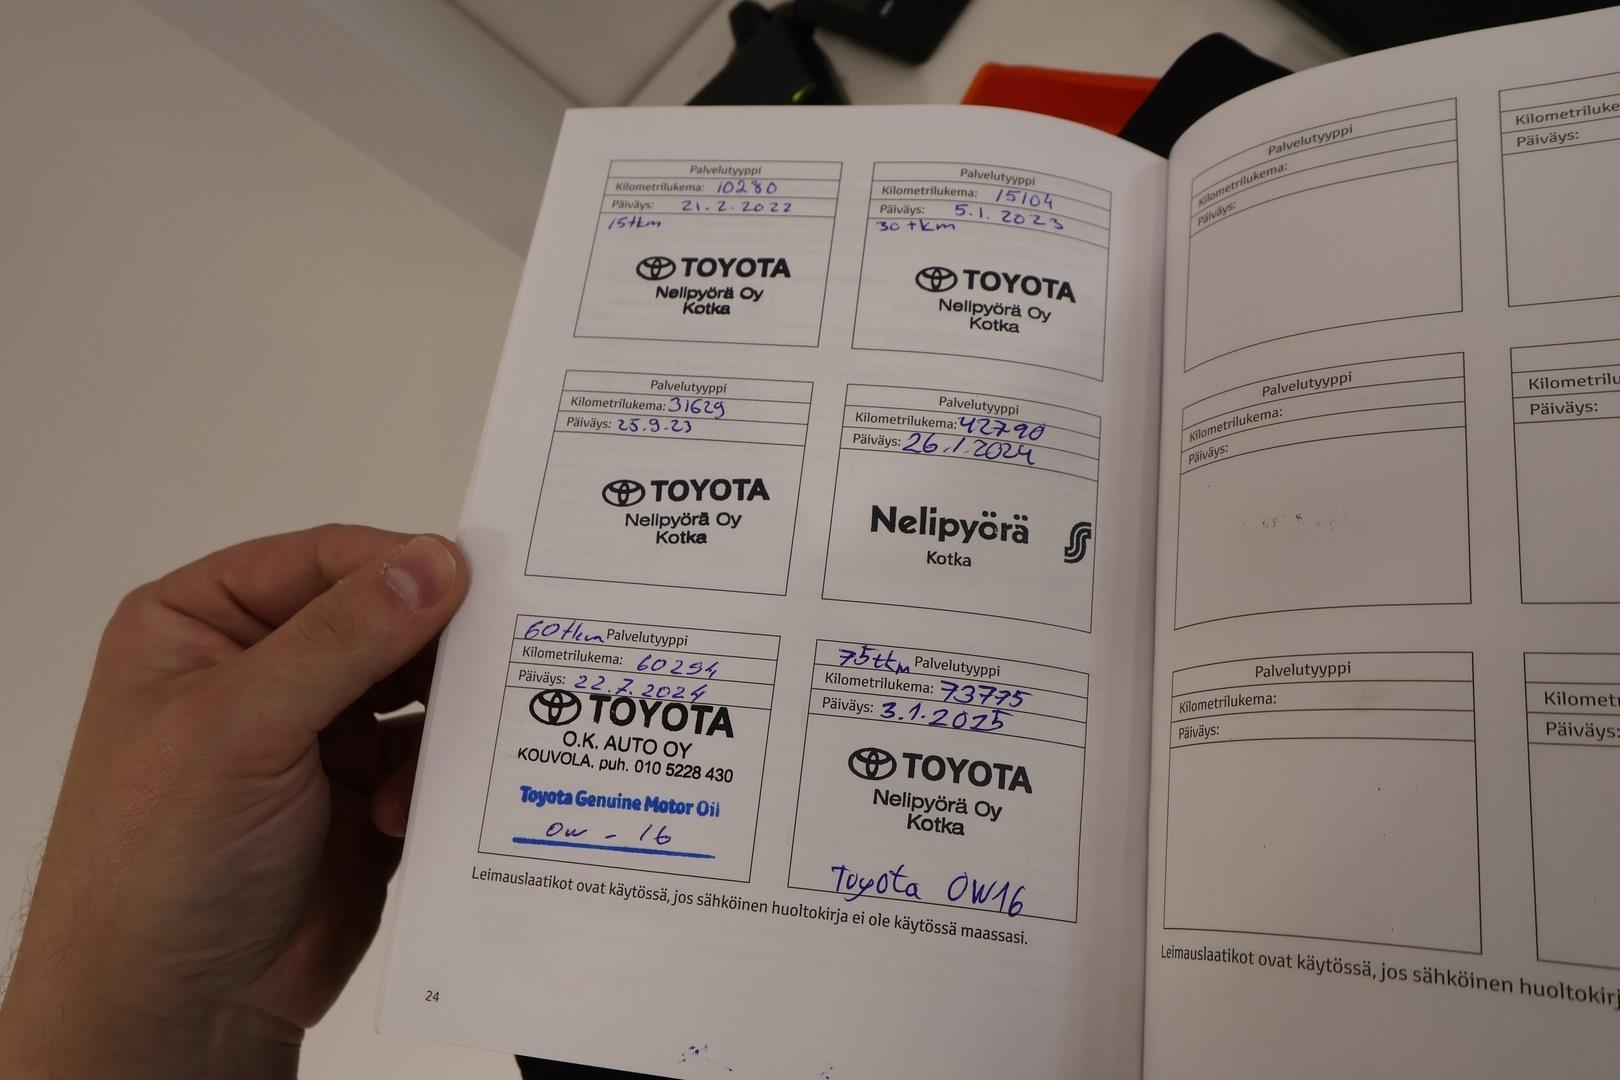 Palvelutyyppi
Kilometrilukema: 10280
Päiväys: 21.2.2022
15tkm
TOYOTA
Nelipyörä Oy
Kotka
Palvelutyyppi
Kilometrilukema: 15104
Päiväys: 5.1.2023
30tkm
TOYOTA
Nelipyörä Oy
Kotka
Palvelutyyppi
Kilometrilukema: 31629
Päiväys: 25.9.23
TOYOTA
Nelipyörä Oy
Kotka
Palvelutyyppi
Kilometrilukema: 42790
Päiväys: 26.1.2024
Nelipyörä
Kotka
60tkm Palvelutyyppi
Kilometrilukema: 60294
Päiväys: 22.7.2024
TOYOTA
O.K. AUTO OY
KOUVOLA. puh. 010 5228 430
Toyota Genuine Motor Oil
0w - 16
75tkm Palvelutyyppi
Kilometrilukema: 73775
Päiväys: 3.1.2025
TOYOTA
Nelipyörä Oy
Kotka
Toyota 0W16
Leimauslaatikot ovat käytössä, jos sähköinen huoltokirja ei ole käytössä maassasi.
24
Palvelutyyppi
Kilometrilukema:
Päiväys:
Kilometriluke
Päiväys:
Palvelutyyppi
Kilometrilukema:
Päiväys:
Kilometrilu
Päiväys:
Palvelutyyppi
Kilometrilukema:
Päiväys:
Kilometri
Päiväys:
Leimauslaatikot ovat käytössä, jos sähköinen huoltokirj